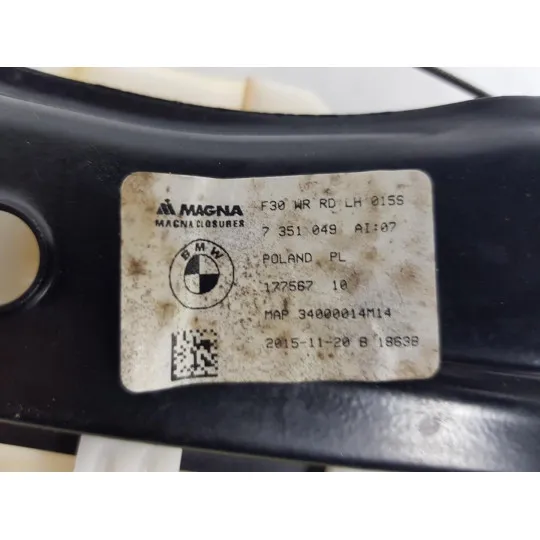 MAGNA
MAGNA CLOSURES
BMW
F30 WR RD LH 015S
7 351 049 AI:07
POLAND PL
177567 10
MAP 34000014M14
2015-11-20 B 18638